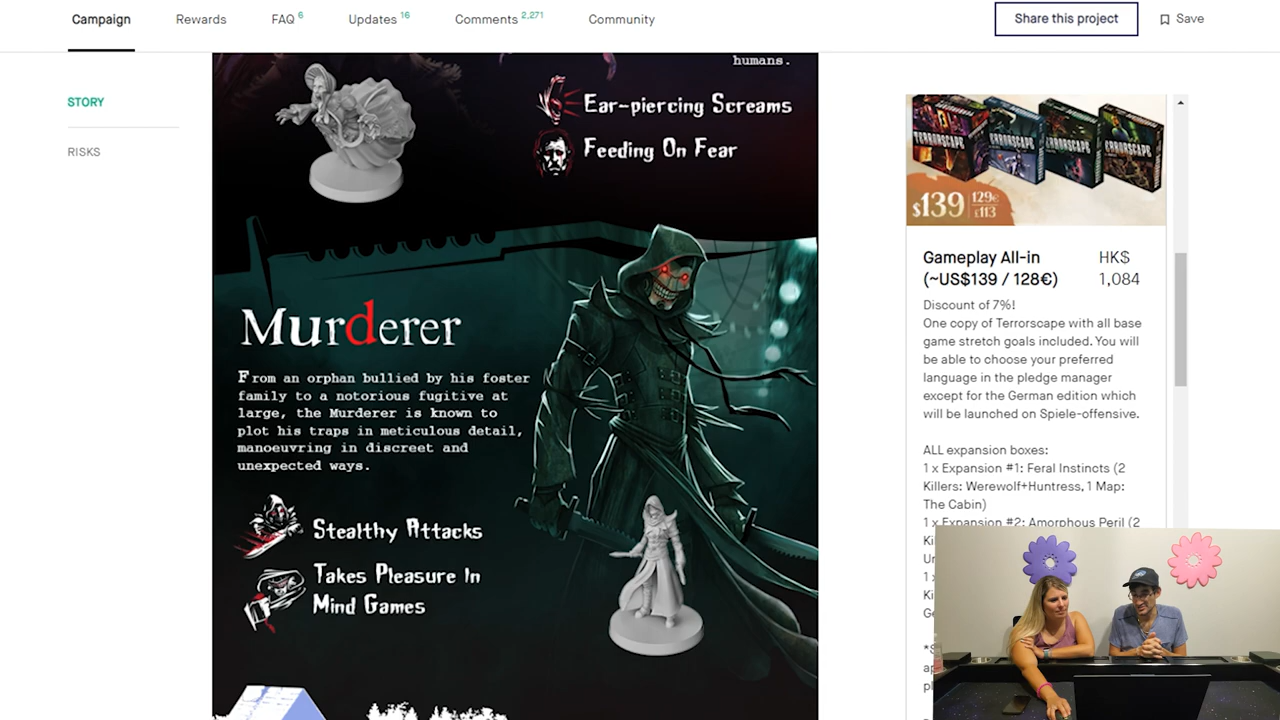 Campaign
Rewards
FAQ 6
Updates 16
Comments 2,271
Community
Share this project
Save
STORY
RISKS
humans.
Ear-piercing Screams
Feeding On Fear
Murderer
From an orphan bullied by his foster
family to a notorious fugitive at
large, the Murderer is known to
plot his traps in meticulous detail,
manoeuvring in discreet and
unexpected ways.
Stealthy Attacks
Takes Pleasure In
Mind Games
TERRORSCAPE
TERRORSCAPE
TERRORSCAPE
TERRORSCAPE
$139 129€
£113
Gameplay All-in HK$
(~US$139 / 128€) 1,084
Discount of 7%!
One copy of Terrorscape with all base
game stretch goals included. You will
be able to choose your preferred
language in the pledge manager
except for the German edition which
will be launched on Spiele-offensive.
ALL expansion boxes:
1 x Expansion #1: Feral Instincts (2
Killers: Werewolf+Huntress, 1 Map:
The Cabin)
1 x Expansion #2: Amorphous Peril (2